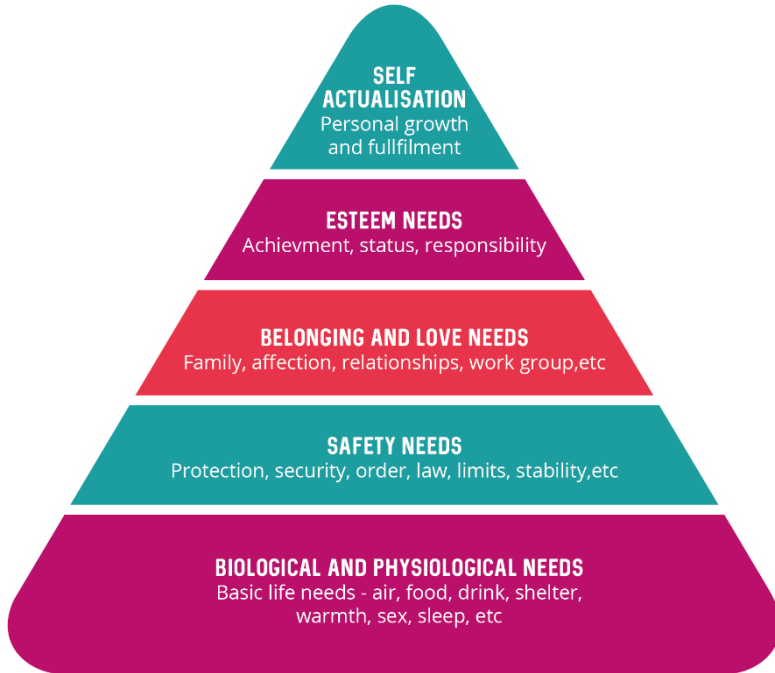 SELF
ACTUALISATION
Personal growth
and fullfilment
ESTEEM NEEDS
Achievment, status, responsibility
BELONGING AND LOVE NEEDS
Family, affection, relationships, work group,etc
SAFETY NEEDS
Protection, security, order, law, limits, stability,etc
BIOLOGICAL AND PHYSIOLOGICAL NEEDS
Basic life needs - air, food, drink, shelter,
warmth, sex, sleep, etc